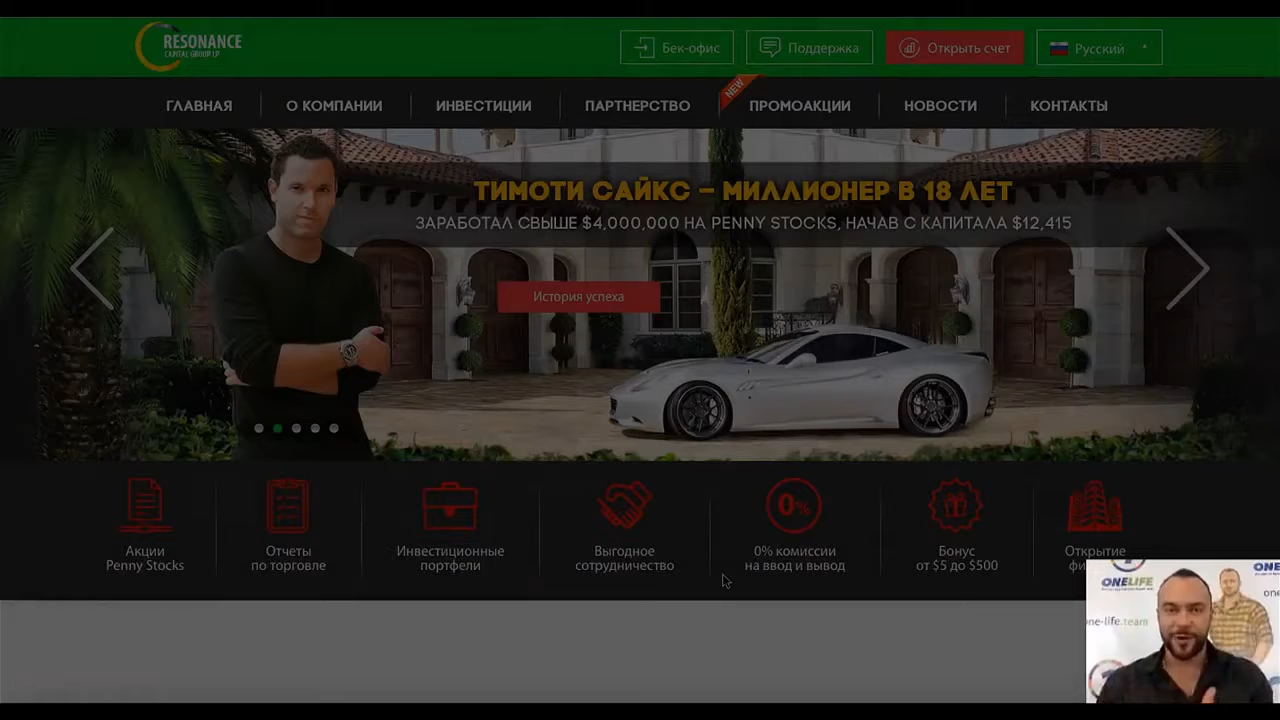 RESONANCE
CAPITAL GROUP LP
Бек-офис
Поддержка
Открыть счет
Русский
ГЛАВНАЯ
О КОМПАНИИ
ИНВЕСТИЦИИ
ПАРТНЕРСТВО
NEW
ПРОМОАКЦИИ
НОВОСТИ
КОНТАКТЫ
ТИМОТИ САЙКС – МИЛЛИОНЕР В 18 ЛЕТ
ЗАРАБОТАЛ СВЫШЕ $4,000,000 НА PENNY STOCKS, НАЧАВ С КАПИТАЛА $12,415
История успеха
Акции
Penny Stocks
Отчеты
по торговле
Инвестиционные
портфели
Выгодное
сотрудничество
0%
0% комиссии
на ввод и вывод
Бонус
от $5 до $500
Открытие
ONELIFE
one-life.team